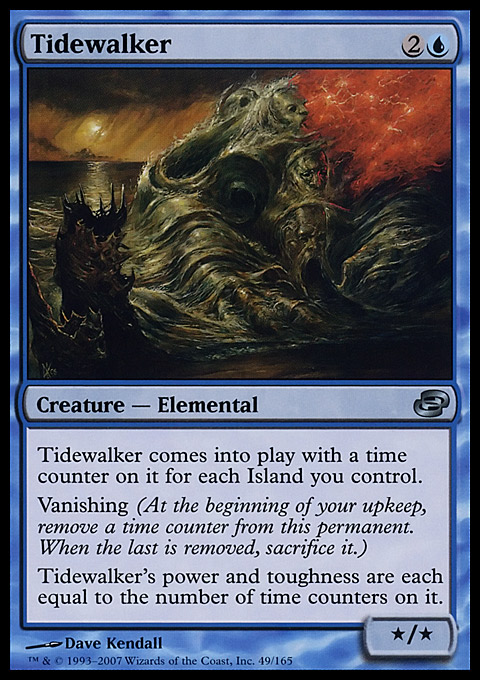 Tidewalker 2
Creature — Elemental
Tidewalker comes into play with a time
counter on it for each Island you control.
Vanishing (At the beginning of your upkeep,
remove a time counter from this permanent.
When the last is removed, sacrifice it.)
Tidewalker's power and toughness are each
equal to the number of time counters on it.
★/★
Dave Kendall
™ & © 1993–2007 Wizards of the Coast, Inc. 49/165